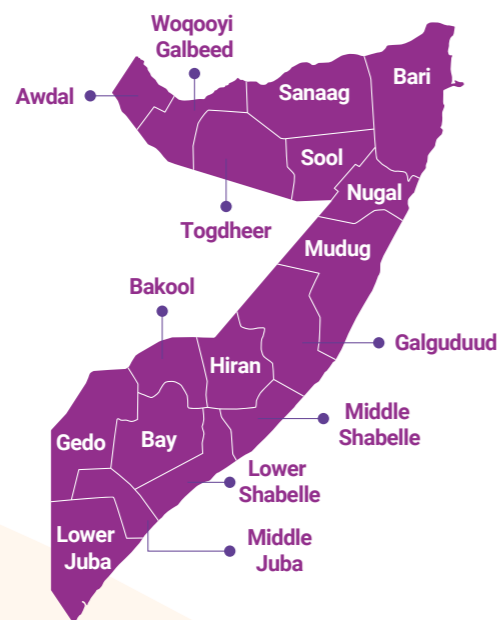 Woqooyi
Galbeed
Bari
Sanaag
Awdal
Sool
Nugal
Togdheer
Mudug
Bakool
Galguduud
Hiran
Middle
Shabelle
Gedo
Bay
Lower
Shabelle
Lower
Juba
Middle
Juba